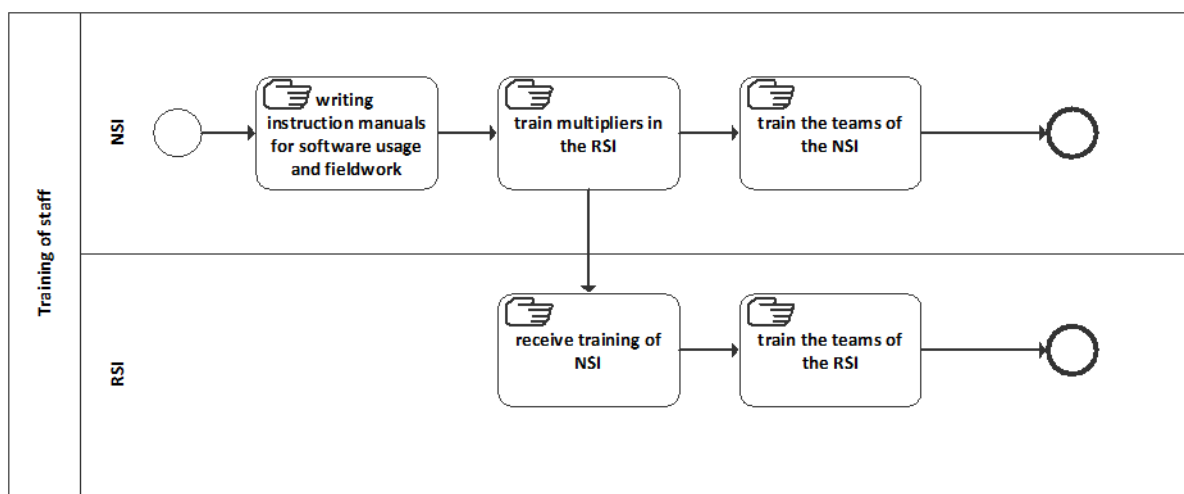 Training of staff
NSI
writing
instruction manuals
for software usage
and fieldwork
train multipliers in
the RSI
train the teams of
the NSI
RSI
receive training of
NSI
train the teams of
the RSI